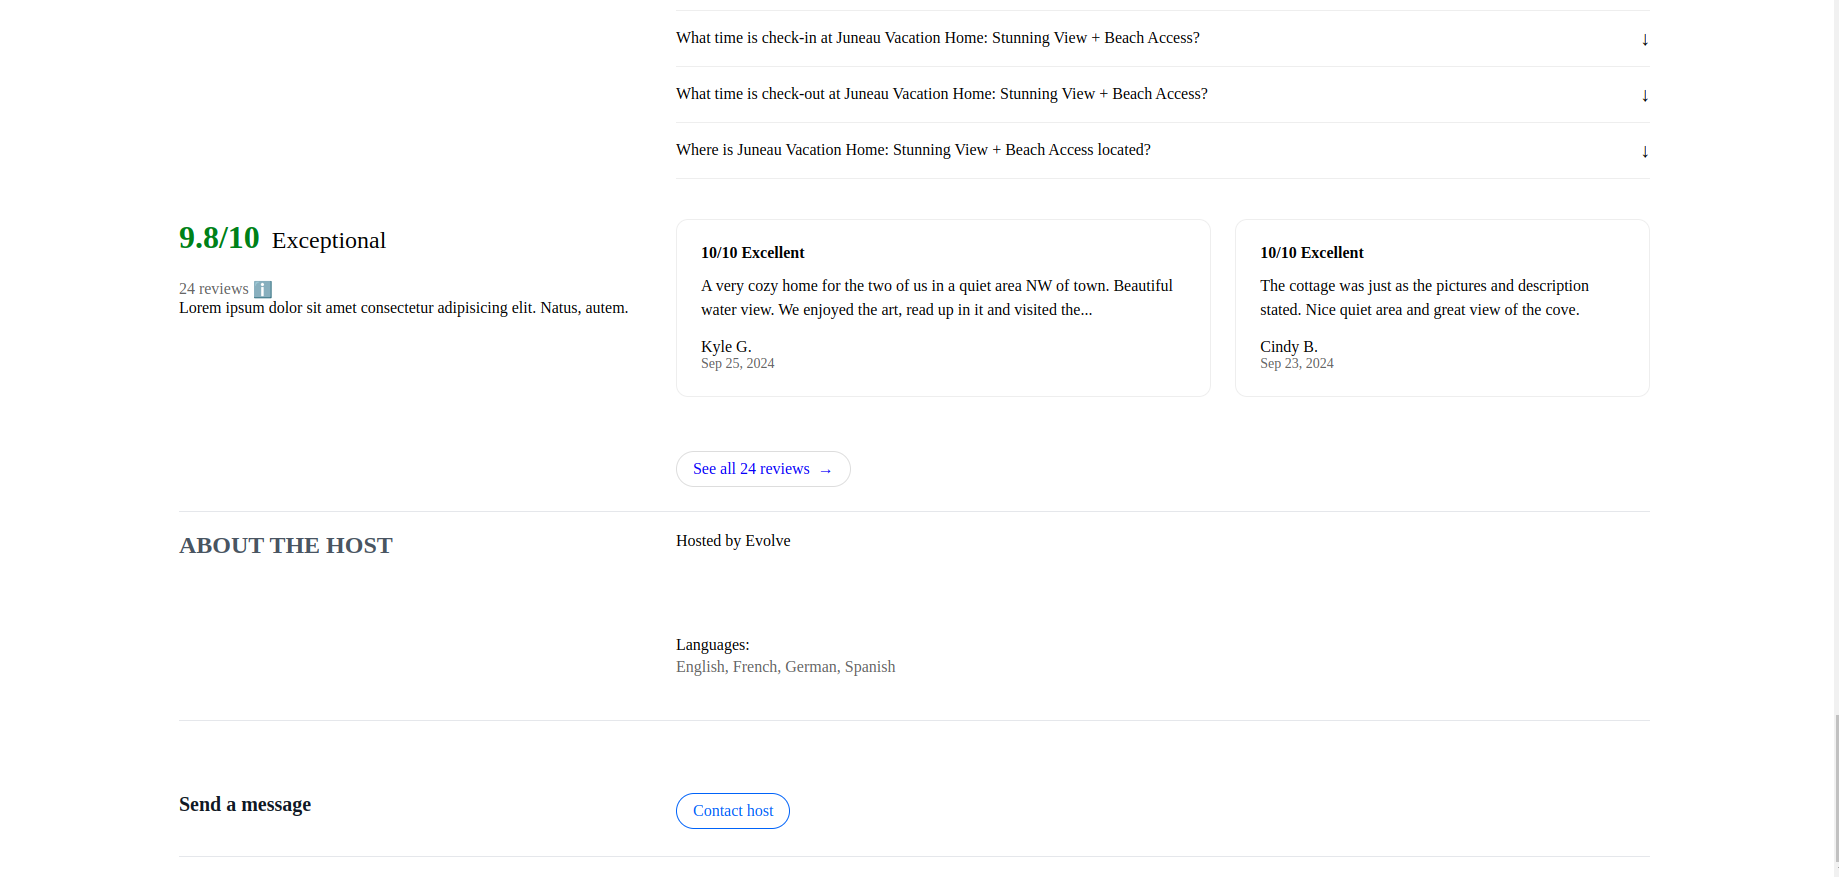 What time is check-in at Juneau Vacation Home: Stunning View + Beach Access? ↓
What time is check-out at Juneau Vacation Home: Stunning View + Beach Access? ↓
Where is Juneau Vacation Home: Stunning View + Beach Access located? ↓
9.8/10 Exceptional
24 reviews ℹ️
Lorem ipsum dolor sit amet consectetur adipisicing elit. Natus, autem.
10/10 Excellent
A very cozy home for the two of us in a quiet area NW of town. Beautiful
water view. We enjoyed the art, read up in it and visited the...
Kyle G.
Sep 25, 2024
10/10 Excellent
The cottage was just as the pictures and description
stated. Nice quiet area and great view of the cove.
Cindy B.
Sep 23, 2024
See all 24 reviews →
ABOUT THE HOST
Hosted by Evolve
Languages:
English, French, German, Spanish
Send a message
Contact host